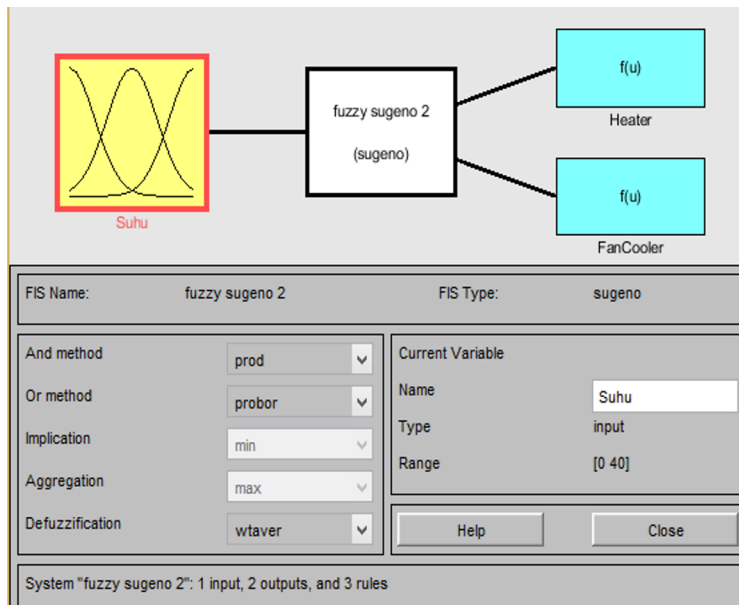 f(u)
fuzzy sugeno 2
Heater
(sugeno)
f(u)
Suhu
FanCooler
FIS Name: fuzzy sugeno 2 FIS Type: sugeno
And method prod
Or method probor
Implication min
Aggregation max
Defuzzification wtaver
Current Variable
Name Suhu
Type input
Range [0 40]
Help Close
System "fuzzy sugeno 2": 1 input, 2 outputs, and 3 rules